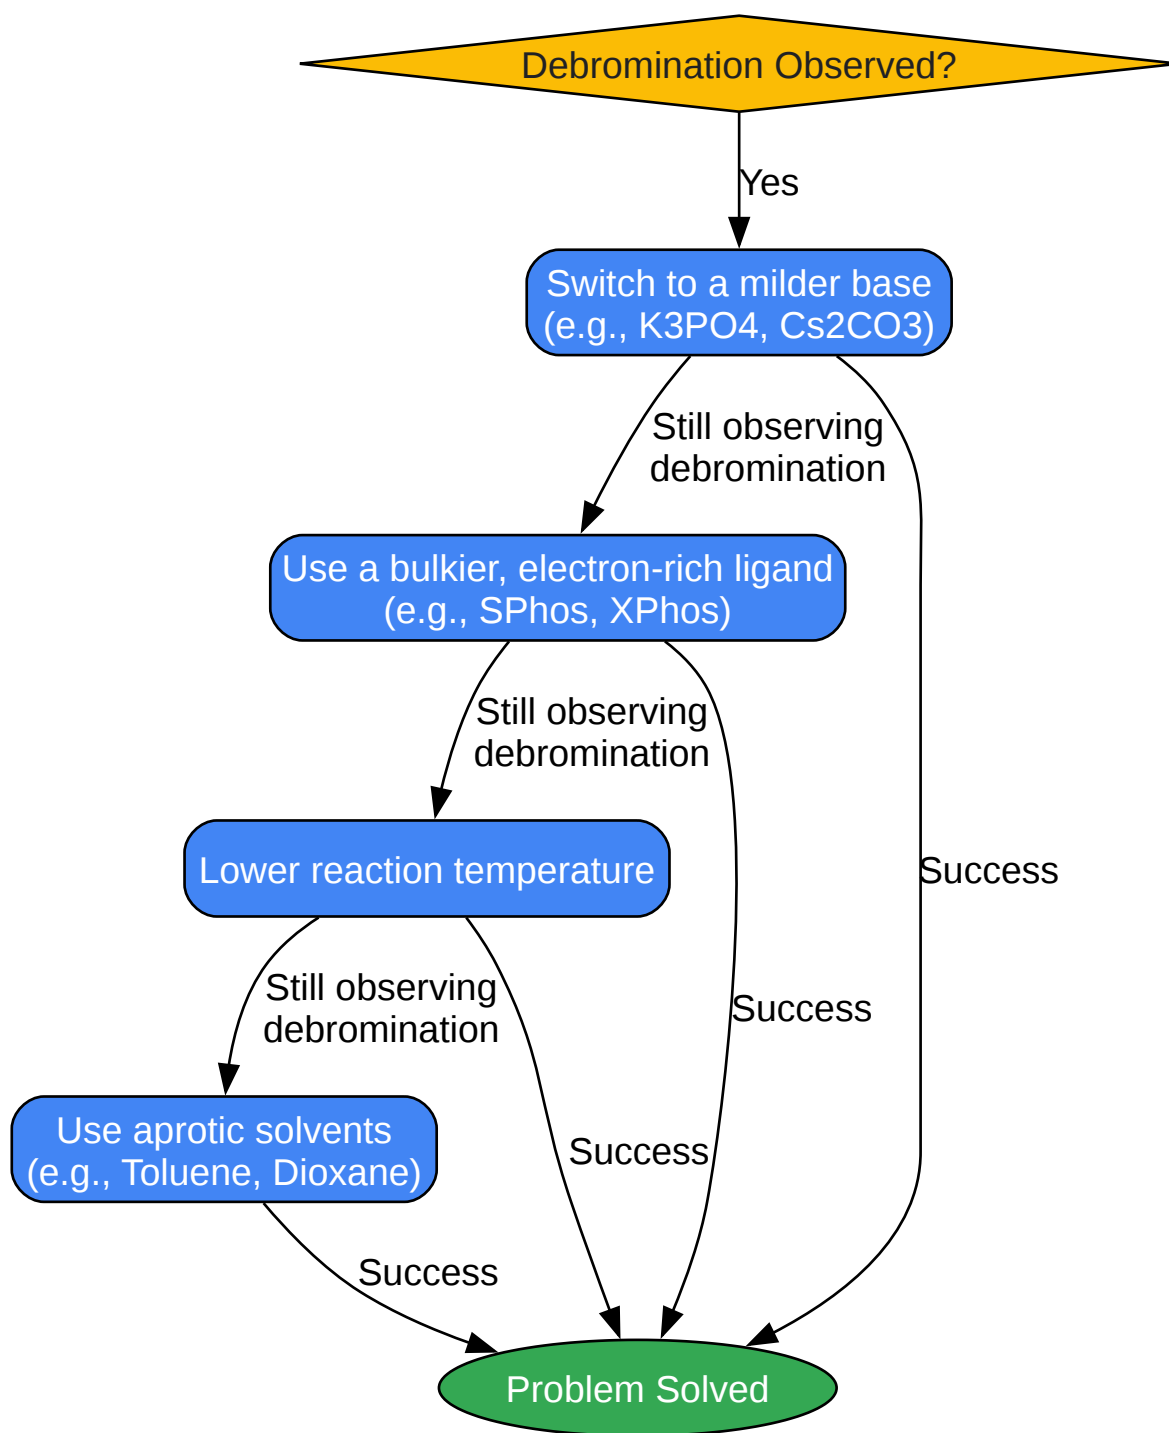 Debromination Observed?
Yes
Switch to a milder base
(e.g., K3PO4, Cs2CO3)
Still observing
debromination
Use a bulkier, electron-rich ligand
(e.g., SPhos, XPhos)
Still observing
debromination
Lower reaction temperature
Success
Still observing
debromination
Success
Use aprotic solvents
(e.g., Toluene, Dioxane)
Success
Success
Problem Solved